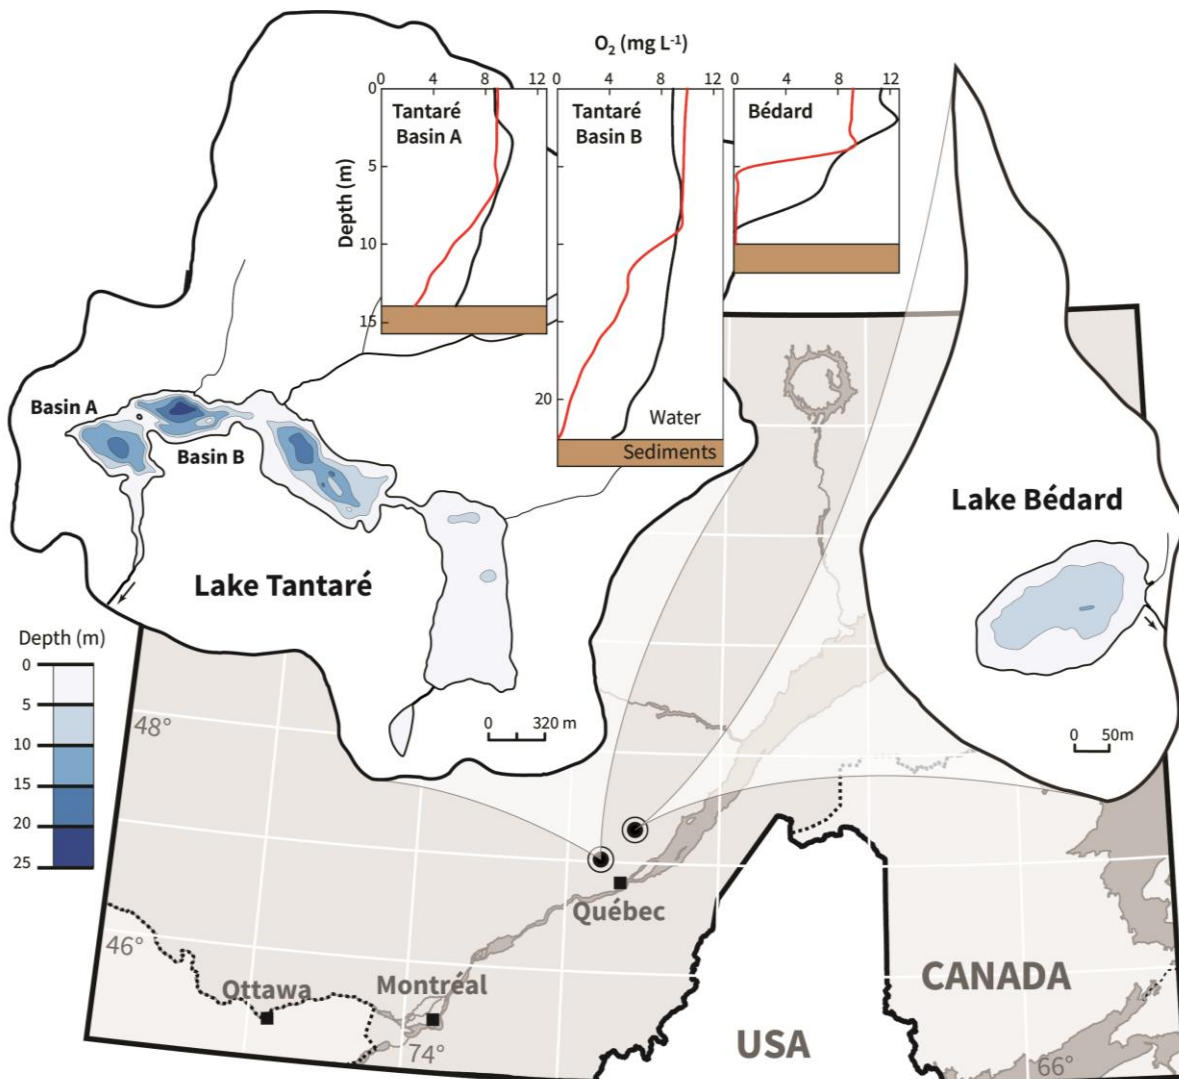 O₂ (mg L⁻¹)
0 4 8 12
0 4 8 12
0 4 8 12
0
5
10
15
20
Depth (m)
Tantaré
Basin A
Tantaré
Basin B
Bédard
Water
Sediments
Basin A
Basin B
Lake Tantaré
0 320 m
Lake Bédard
0 50m
Depth (m)
0
5
10
15
20
25
48°
46°
74°
66°
Québec
Montréal
Ottawa
CANADA
USA